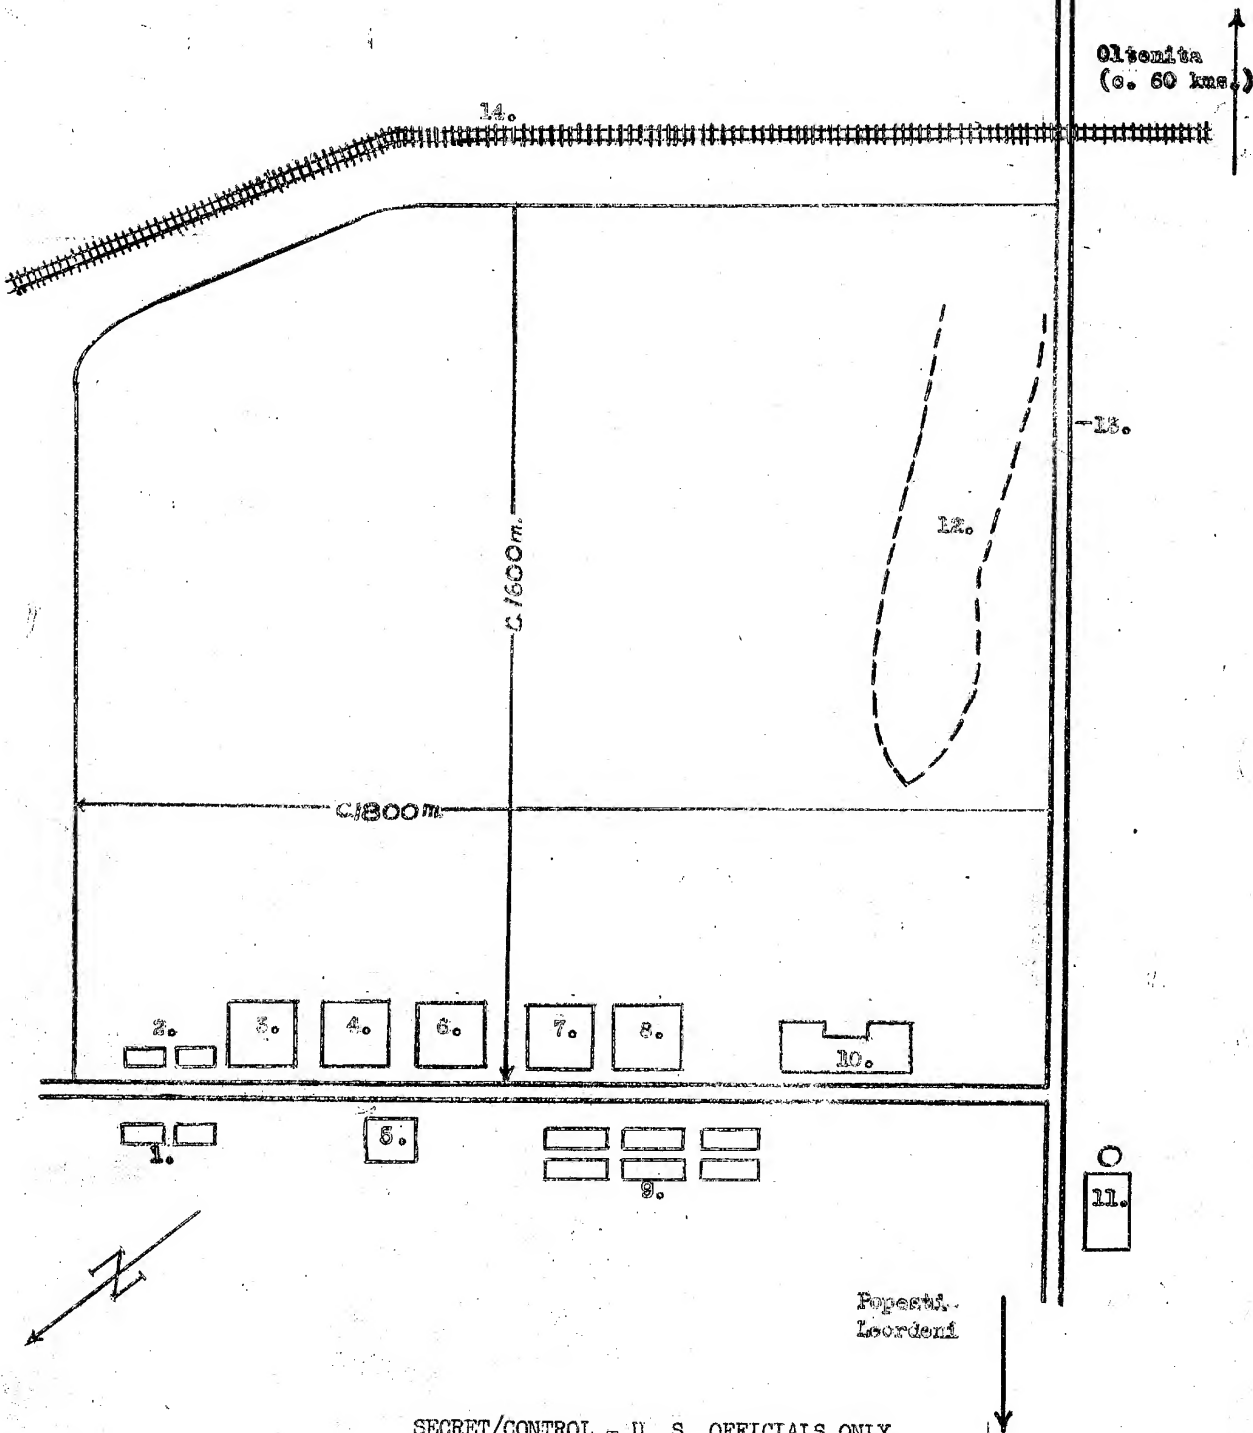 Oltenita
(c. 60 kms.)
14.
13.
12.
C.1600m.
C.1800m.
2.
3.
4.
6.
7.
8.
10.
1.
5.
9.
11.
N
Popesti-
Leordeni
SECRET/CONTROL - U. S. OFFICIALS ONLY